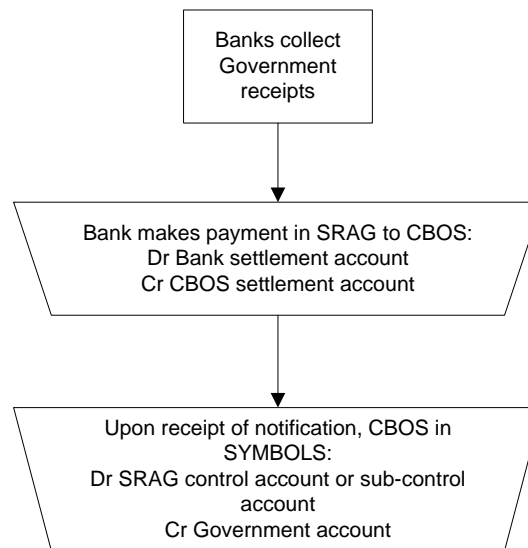 Banks collect
Government
receipts
Bank makes payment in SRAG to CBOS:
Dr Bank settlement account
Cr CBOS settlement account
Upon receipt of notification, CBOS in
SYMBOLS:
Dr SRAG control account or sub-control
account
Cr Government account